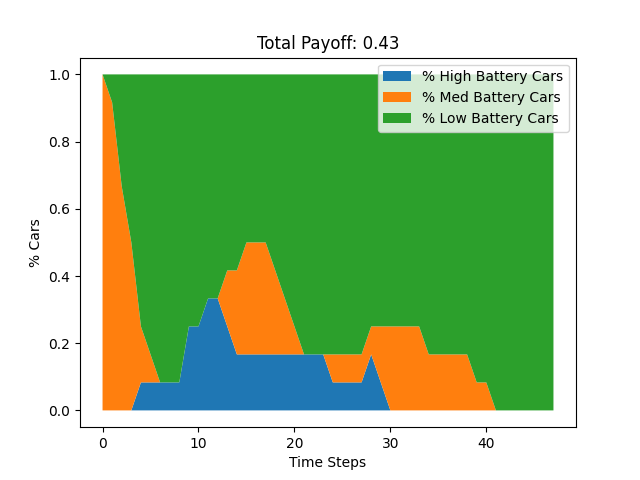 Total Payoff: 0.43
% High Battery Cars
% Med Battery Cars
% Low Battery Cars
1.0
0.8
0.6
0.4
0.2
0.0
% Cars
0
10
20
30
40
Time Steps